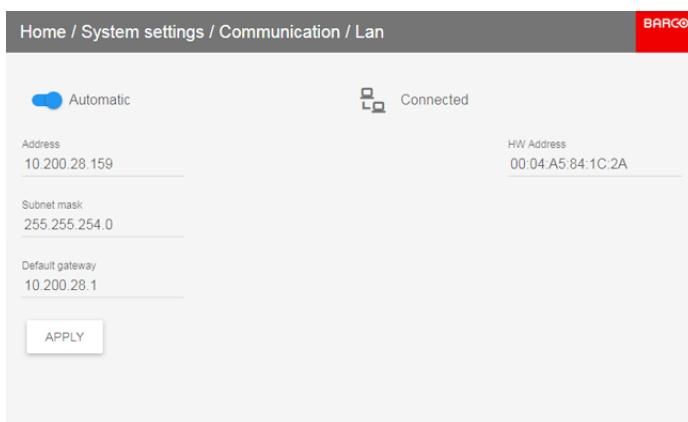 Home / System settings / Communication / Lan
BARCO
Automatic
Connected
Address
10.200.28.159
HW Address
00:04:A5:84:1C:2A
Subnet mask
255.255.254.0
Default gateway
10.200.28.1
APPLY